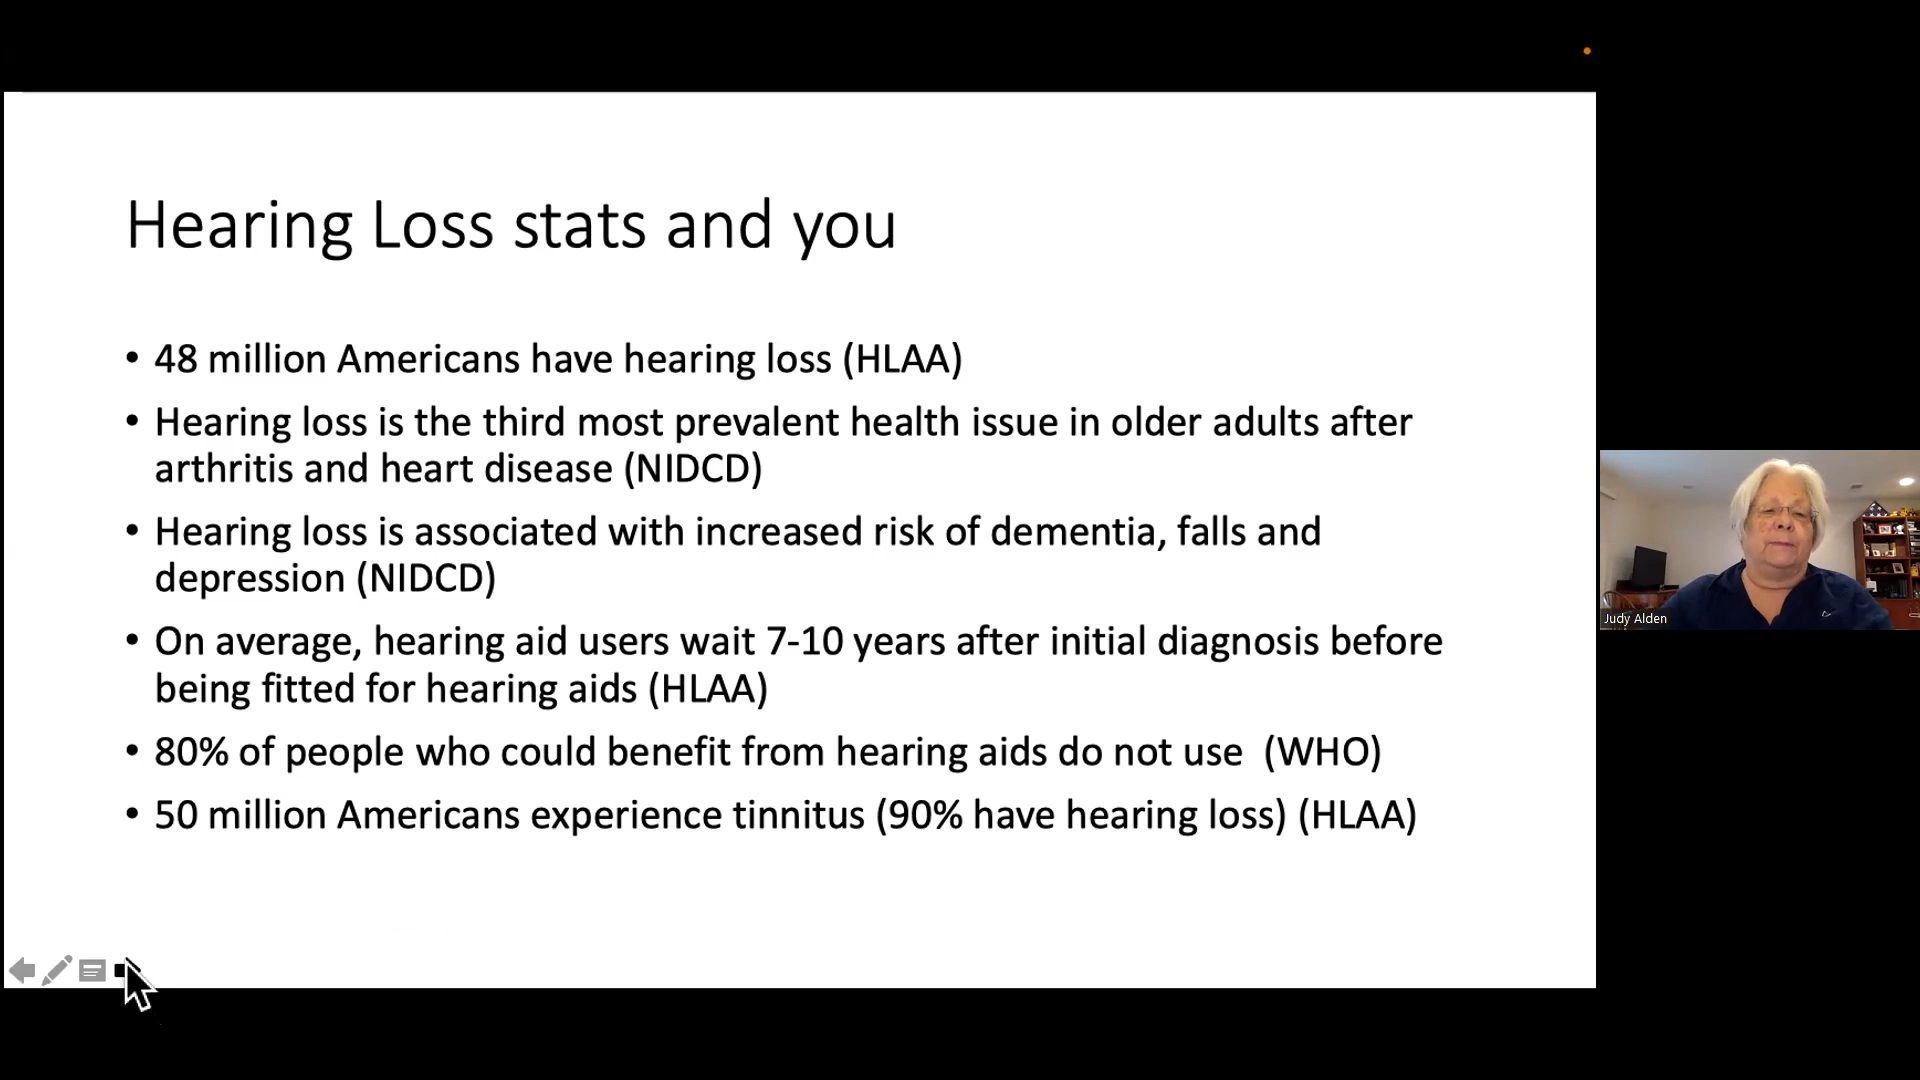 Hearing Loss stats and you
• 48 million Americans have hearing loss (HLAA)
• Hearing loss is the third most prevalent health issue in older adults after
arthritis and heart disease (NIDCD)
• Hearing loss is associated with increased risk of dementia, falls and
depression (NIDCD)
• On average, hearing aid users wait 7-10 years after initial diagnosis before
being fitted for hearing aids (HLAA)
• 80% of people who could benefit from hearing aids do not use  (WHO)
• 50 million Americans experience tinnitus (90% have hearing loss) (HLAA)
Judy Alden